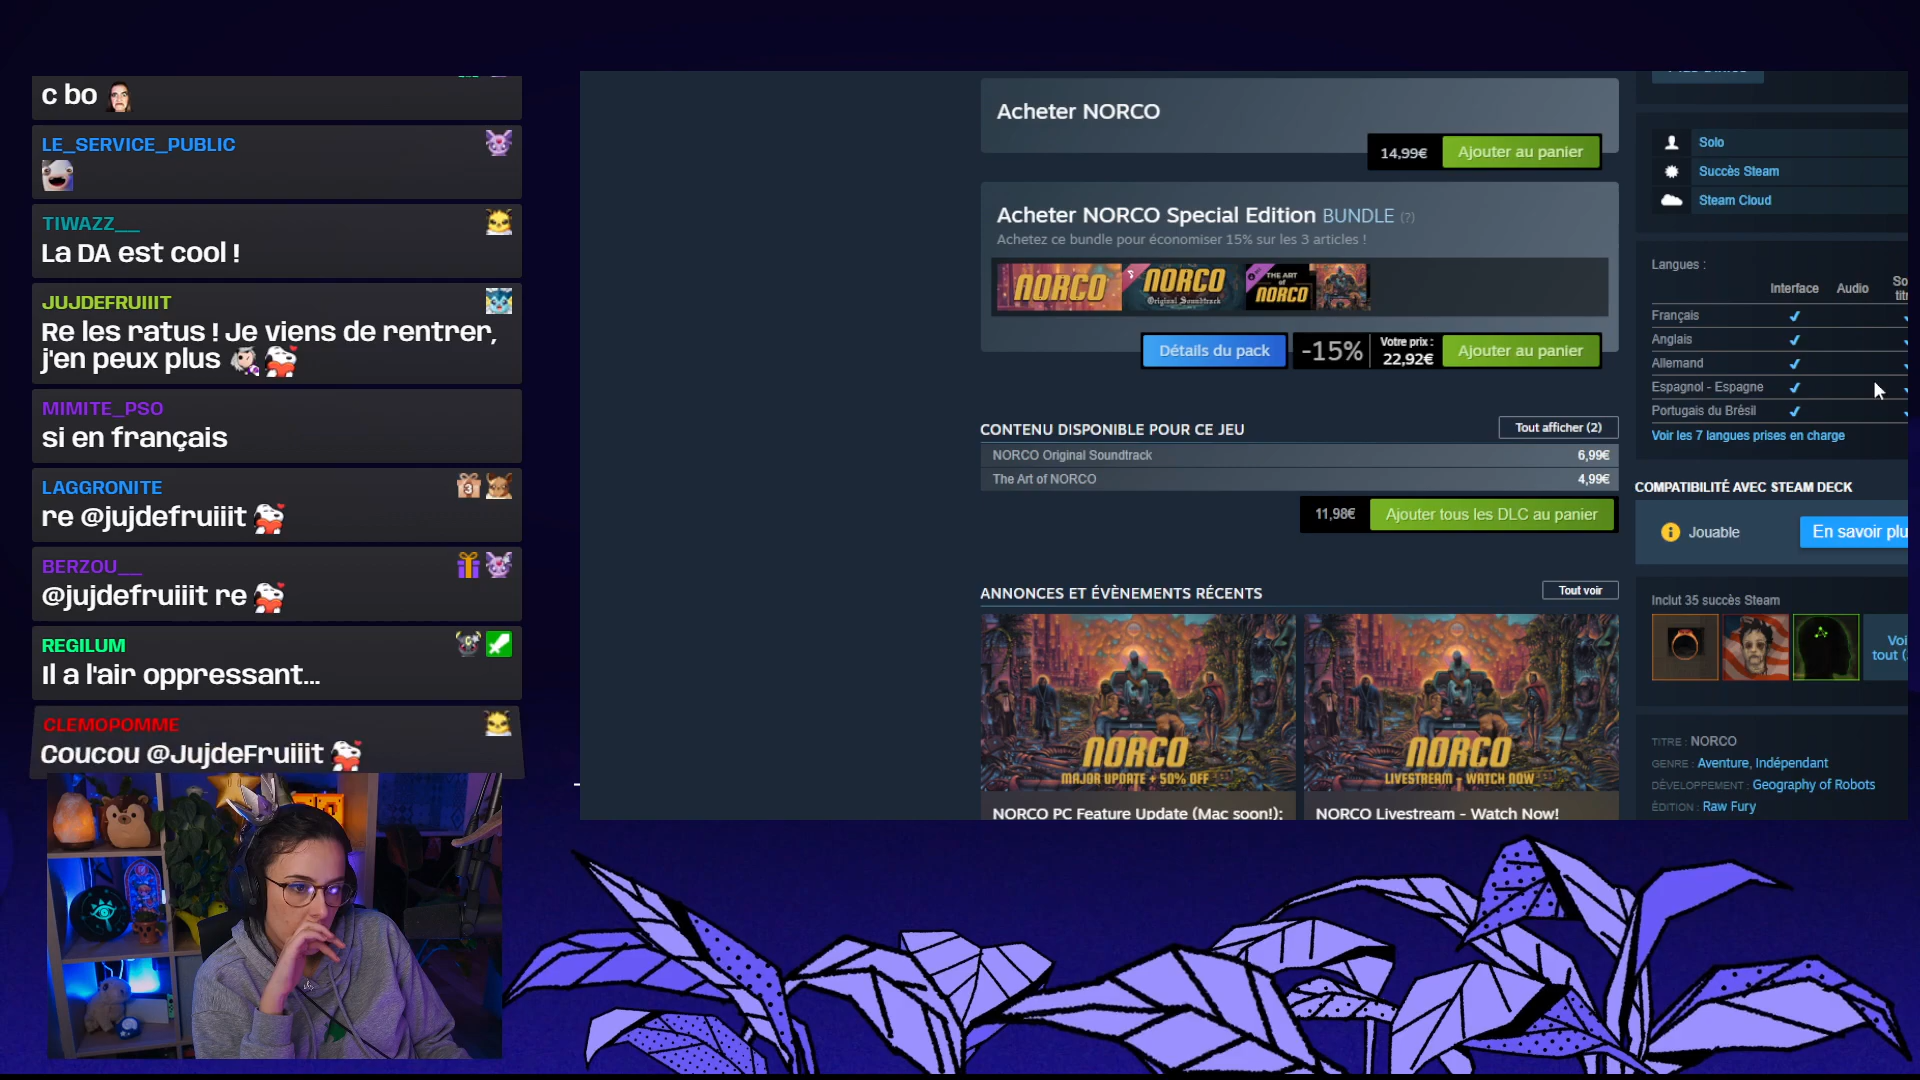 c bo
LE_SERVICE_PUBLIC
TIWAZZ__
La DA est cool !
JUJDEFRUIIIT
Re les ratus ! Je viens de rentrer,
j'en peux plus
MIMITE_PSO
si en français
LAGGRONITE
3
re @jujdefruiiit
BERZOU__
@jujdefruiiit re
REGILUM
Il a l'air oppressant...
CLEMOPOMME
Coucou @JujdeFruiiit
Acheter NORCO
14,99€
Ajouter au panier
Acheter NORCO Special Edition BUNDLE (?)
Achetez ce bundle pour économiser 15% sur les 3 articles !
NORCO
NORCO
Original Soundtrack
THE ART
of
NORCO
Détails du pack
-15%
Votre prix :
22,92€
Ajouter au panier
CONTENU DISPONIBLE POUR CE JEU
Tout afficher (2)
NORCO Original Soundtrack
6,99€
The Art of NORCO
4,99€
11,98€
Ajouter tous les DLC au panier
ANNONCES ET ÉVÈNEMENTS RÉCENTS
Tout voir
NORCO
MAJOR UPDATE + 50% OFF
NORCO
LIVESTREAM - WATCH NOW
NORCO PC Feature Update (Mac soon!):
NORCO Livestream - Watch Now!
Solo
Succès Steam
Steam Cloud
Langues :
Interface
Audio
So
tit
Français
Anglais
Allemand
Espagnol - Espagne
Portugais du Brésil
Voir les 7 langues prises en charge
COMPATIBILITÉ AVEC STEAM DECK
Jouable
En savoir plu
Inclut 35 succès Steam
Voi
tout (
TITRE : NORCO
GENRE : Aventure, Indépendant
DÉVELOPPEMENT : Geography of Robots
ÉDITION : Raw Fury